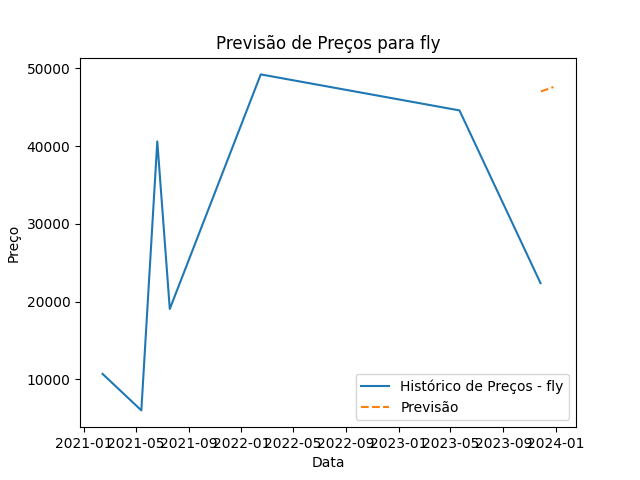 Previsão de Preços para fly
Preço
50000
40000
30000
20000
10000
Histórico de Preços - fly
Previsão
2021-01 2021-05 2021-09 2022-01 2022-05 2022-09 2023-01 2023-05 2023-09 2024-01
Data